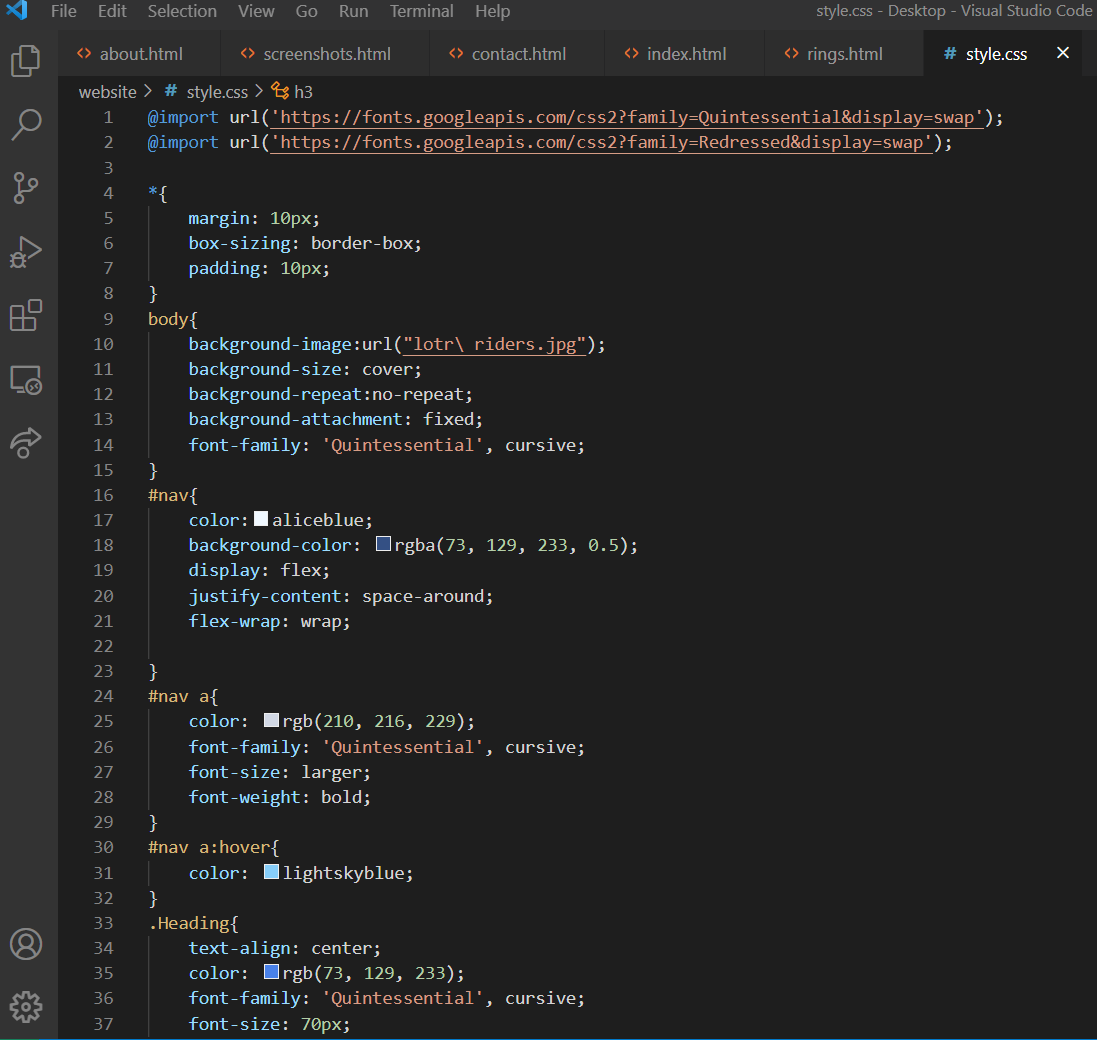 File Edit Selection View Go Run Terminal Help style.css - Desktop - Visual Studio Code
<> about.html <> screenshots.html <> contact.html <> index.html <> rings.html # style.css ×
website > # style.css > h3
1 @import url('https://fonts.googleapis.com/css2?family=Quintessential&display=swap');
2 @import url('https://fonts.googleapis.com/css2?family=Redressed&display=swap');
3
4 *{
5     margin: 10px;
6     box-sizing: border-box;
7     padding: 10px;
8 }
9 body{
10     background-image:url("lotr\ riders.jpg");
11     background-size: cover;
12     background-repeat:no-repeat;
13     background-attachment: fixed;
14     font-family: 'Quintessential', cursive;
15 }
16 #nav{
17     color:aliceblue;
18     background-color: rgba(73, 129, 233, 0.5);
19     display: flex;
20     justify-content: space-around;
21     flex-wrap: wrap;
22
23 }
24 #nav a{
25     color: rgb(210, 216, 229);
26     font-family: 'Quintessential', cursive;
27     font-size: larger;
28     font-weight: bold;
29 }
30 #nav a:hover{
31     color: lightskyblue;
32 }
33 .Heading{
34     text-align: center;
35     color: rgb(73, 129, 233);
36     font-family: 'Quintessential', cursive;
37     font-size: 70px;